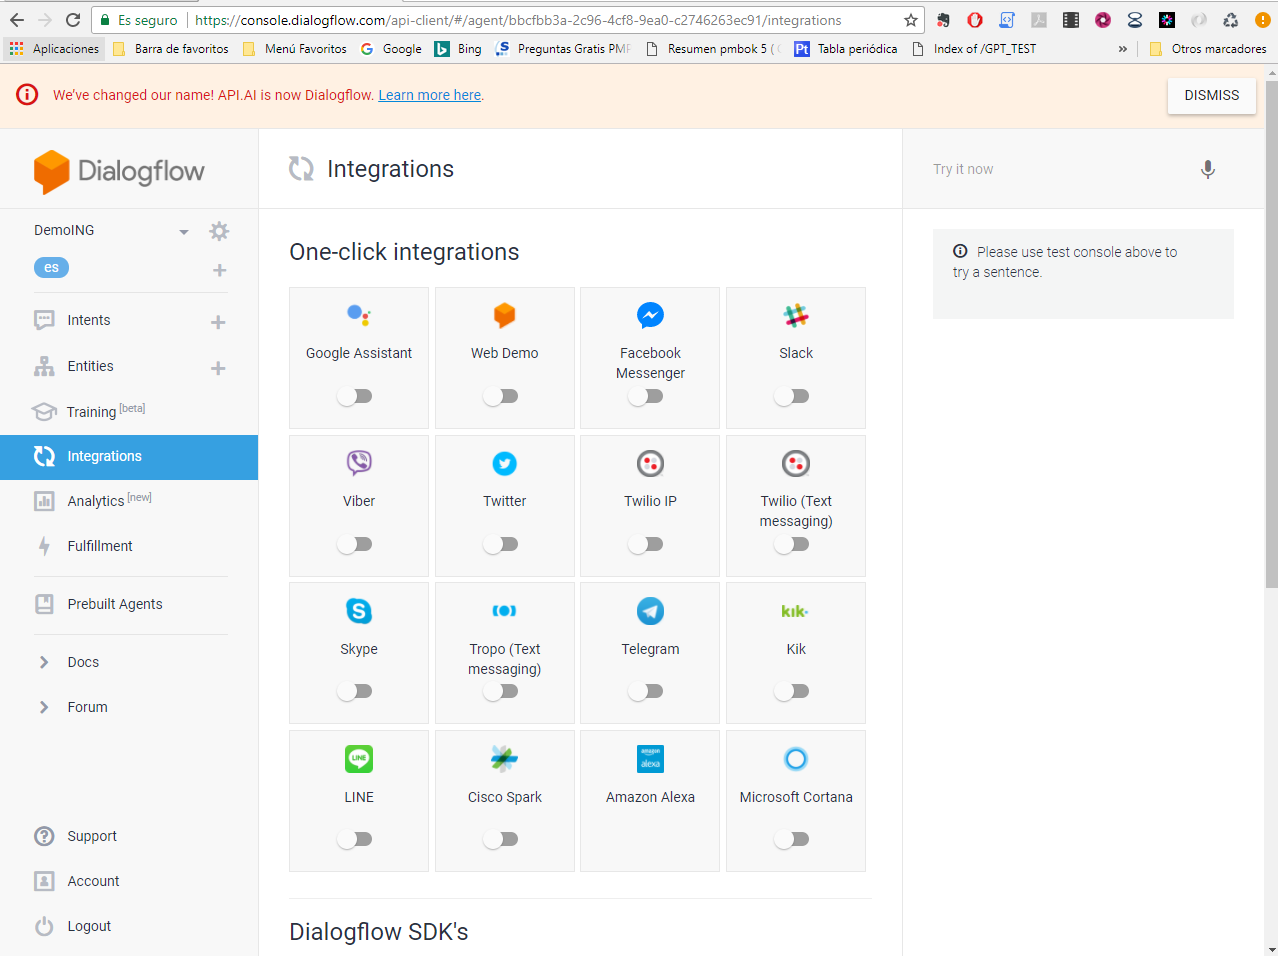 Es seguro
https://console.dialogflow.com/api-client/#/agent/bbcfbb3a-2c96-4cf8-9ea0-c2746263ec91/integrations
Aplicaciones
Barra de favoritos
Menú Favoritos
Google
Bing
Preguntas Gratis PMP
Resumen pmbok 5 (
Tabla periódica
Index of /GPT_TEST
»
Otros marcadores
We've changed our name! API.AI is now Dialogflow. Learn more here.
DISMISS
Dialogflow
Integrations
Try it now
DemoING
es
Please use test console above to
try a sentence.
Intents
Entities
Training [beta]
Integrations
Analytics [new]
Fulfillment
Prebuilt Agents
Docs
Forum
Support
Account
Logout
One-click integrations
Google Assistant
Web Demo
Facebook
Messenger
Slack
Viber
Twitter
Twilio IP
Twilio (Text
messaging)
Skype
Tropo (Text
messaging)
Telegram
kik
Kik
LINE
LINE
Cisco Spark
amazon
alexa
Amazon Alexa
Microsoft Cortana
Dialogflow SDK's